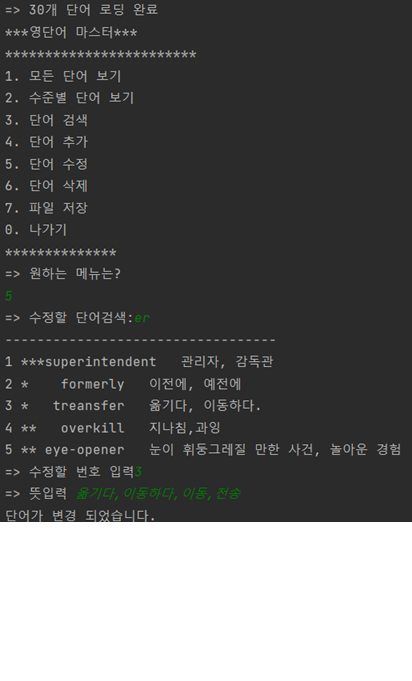 => 30개 단어 로딩 완료
***영단어 마스터***
************************
1. 모든 단어 보기
2. 수준별 단어 보기
3. 단어 검색
4. 단어 추가
5. 단어 수정
6. 단어 삭제
7. 파일 저장
0. 나가기
**************
=> 원하는 메뉴는?
5
=> 수정할 단어검색:er
----------------------------------
1 ***superintendent 관리자, 감독관
2 * formerly 이전에, 예전에
3 * treansfer 옮기다, 이동하다.
4 ** overkill 지나침,과잉
5 ** eye-opener 눈이 휘둥그레질 만한 사건, 놀아운 경험
=> 수정할 번호 입력3
=> 뜻입력 옮기다,이동하다,이동,전송
단어가 변경 되었습니다.